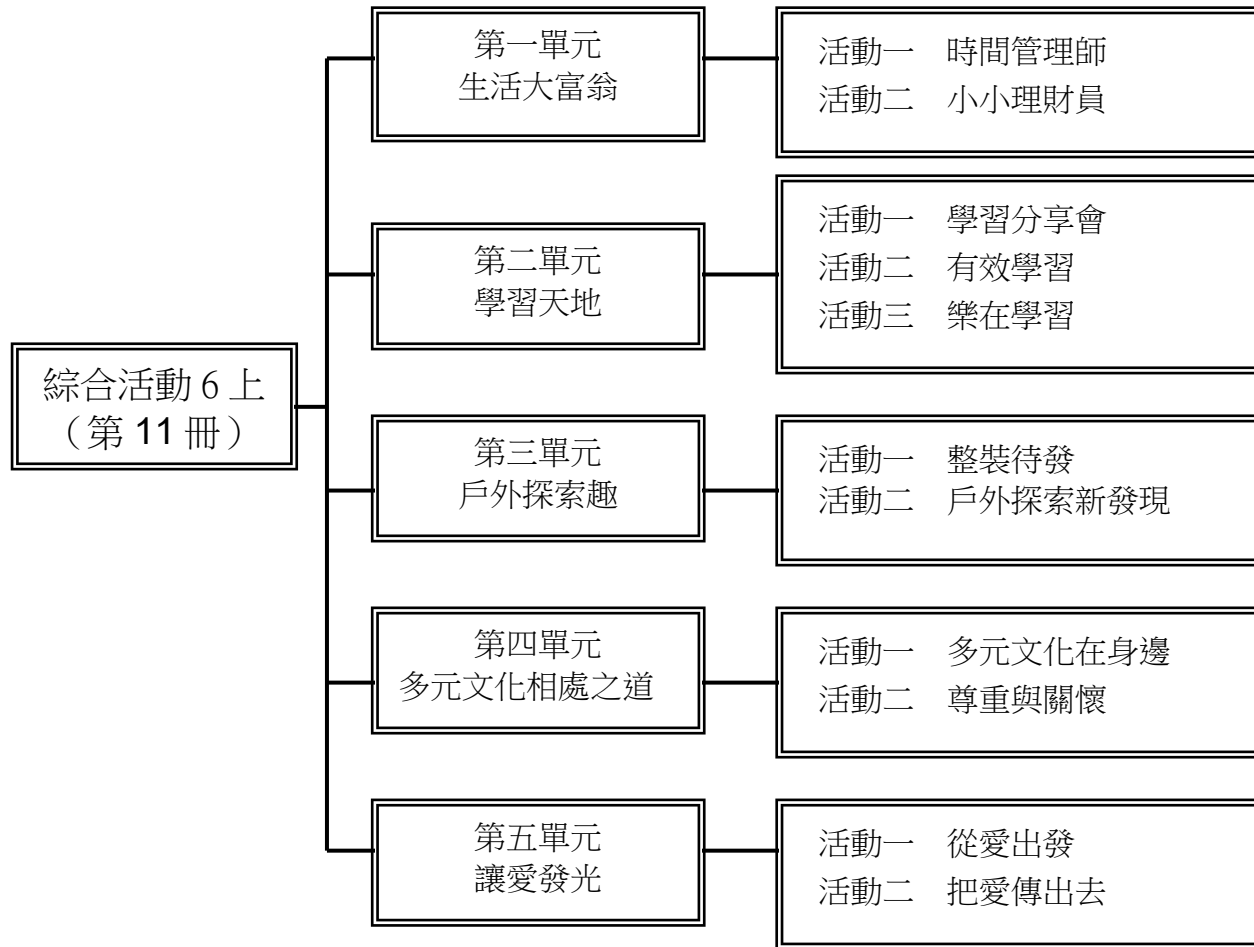 綜合活動 6 上
（第 11 冊）
第一單元
生活大富翁
活動一　時間管理師
活動二　小小理財員
第二單元
學習天地
活動一　學習分享會
活動二　有效學習
活動三　樂在學習
第三單元
戶外探索趣
活動一　整裝待發
活動二　戶外探索新發現
第四單元
多元文化相處之道
活動一　多元文化在身邊
活動二　尊重與關懷
第五單元
讓愛發光
活動一　從愛出發
活動二　把愛傳出去